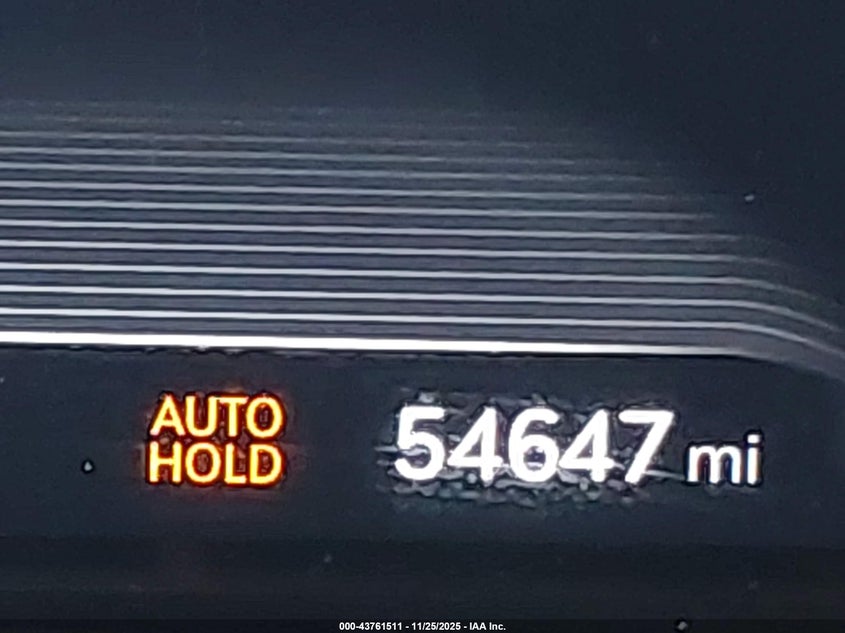 AUTO
HOLD
54647 mi
000-43761511 - 11/25/2025 - IAA Inc.